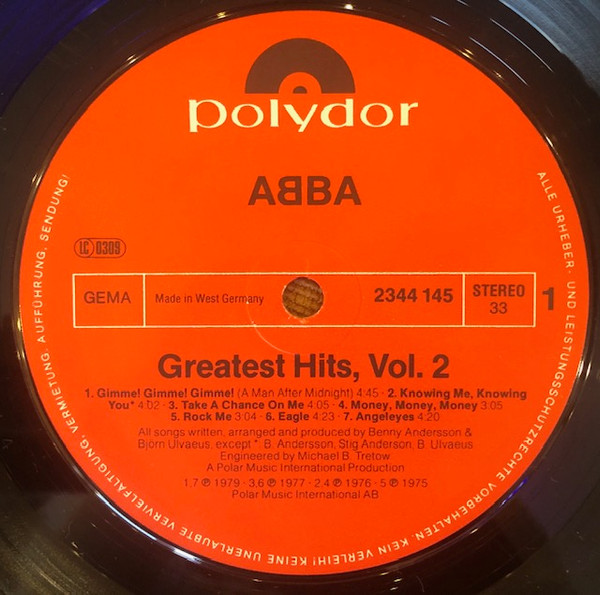 polydor
AᗺBA
LC 0309
GEMA
Made in West Germany
2344 145
STEREO
33
1
Greatest Hits, Vol. 2
1. Gimme! Gimme! Gimme! (A Man After Midnight) 4:45 · 2. Knowing Me, Knowing
You* 4:02 · 3. Take A Chance On Me 4:05 · 4. Money, Money, Money 3:05
5. Rock Me 3:04 · 6. Eagle 4:23 · 7. Angeleyes 4:20
All songs written, arranged and produced by Benny Andersson &
Björn Ulvaeus, except *: B. Andersson, Stig Anderson, B. Ulvaeus
Engineered by Michael B. Tretow
A Polar Music International Production
1,7 ℗ 1979 · 3,6 ℗ 1977 · 2,4 ℗ 1976 · 5 ℗ 1975
Polar Music International AB
ALLE URHEBER- UND LEISTUNGSSCHUTZRECHTE VORBEHALTEN. KEIN VERLEIH! KEINE UNERLAUBTE VERVIELFÄLTIGUNG, VERMIETUNG, AUFFÜHRUNG, SENDUNG!